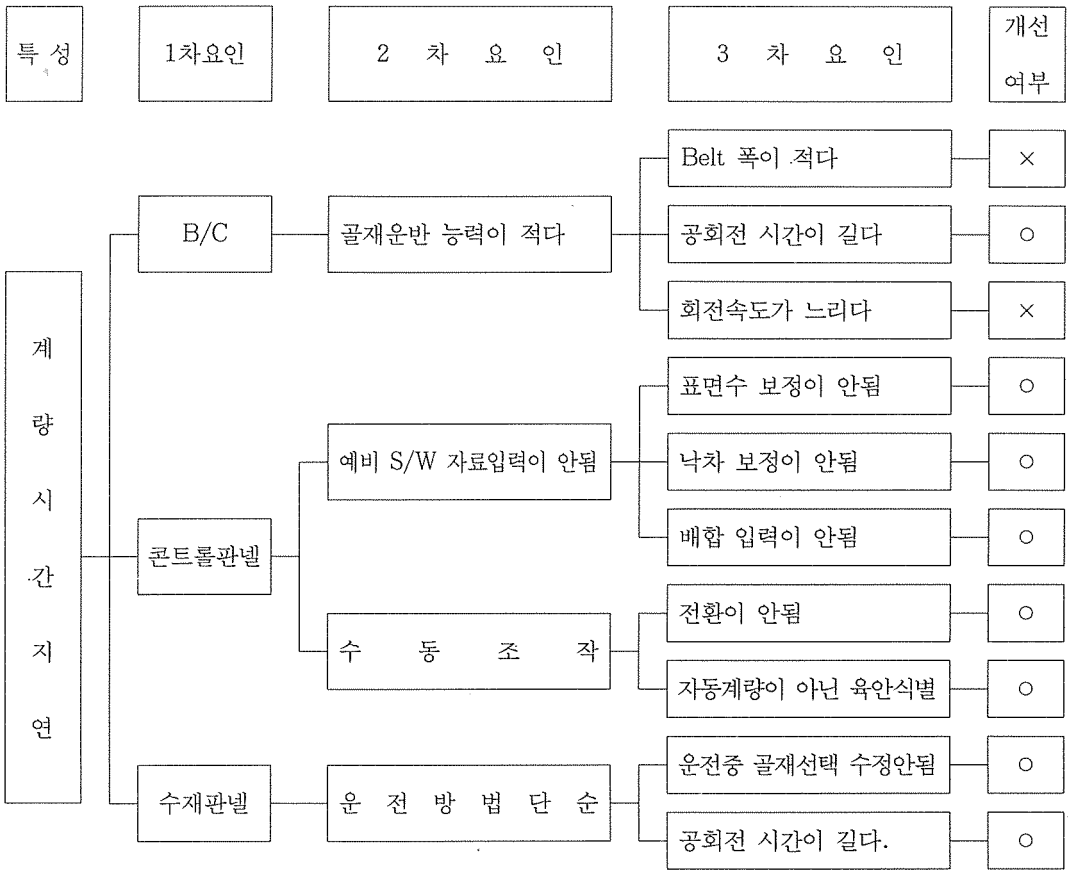 특 성 1차요인 2 차 요 인 3 차 요 인 개선 여부
Belt 폭이 적다 ×
B/C 골재운반 능력이 적다 공회전 시간이 길다 ○
회전속도가 느리다 ×
계량시간지연
표면수 보정이 안됨 ○
예비 S/W 자료입력이 안됨 낙차 보정이 안됨 ○
콘트롤판넬 배합 입력이 안됨 ○
전환이 안됨 ○
수 동 조 작
자동계량이 아닌 육안식별 ○
운전중 골재선택 수정안됨 ○
수재판넬 운 전 방 법 단 순
공회전 시간이 길다. ○